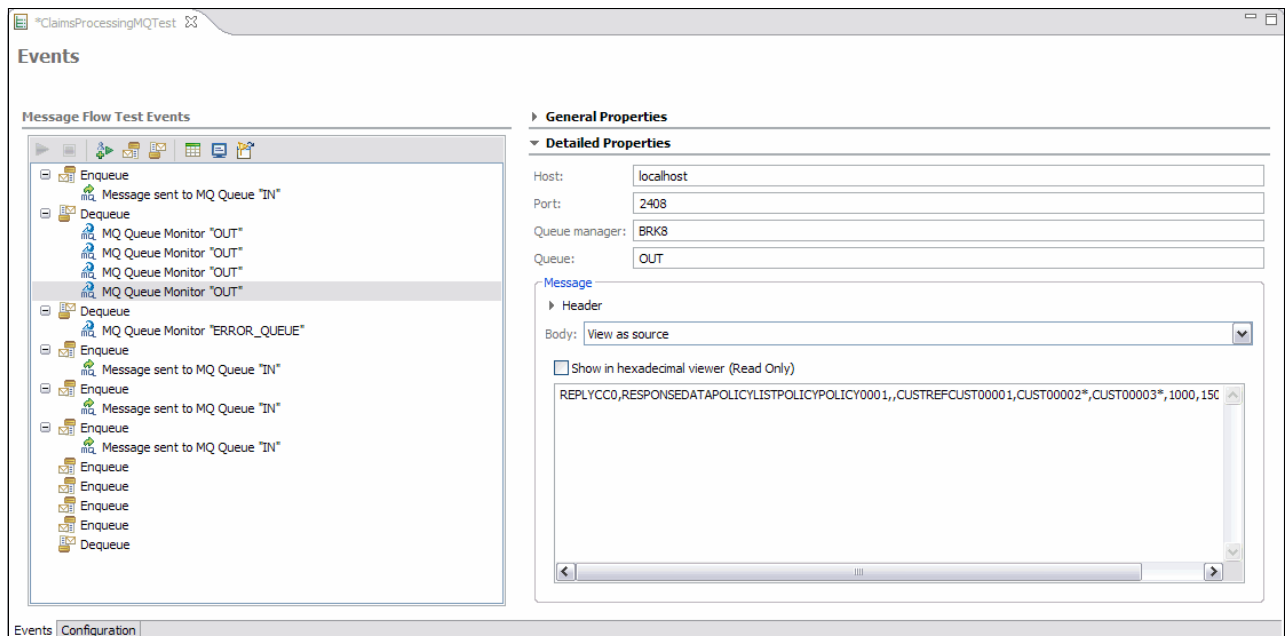 *ClaimsProcessingMQTest
Events
Message Flow Test Events
Enqueue
Message sent to MQ Queue "IN"
Dequeue
MQ Queue Monitor "OUT"
MQ Queue Monitor "OUT"
MQ Queue Monitor "OUT"
MQ Queue Monitor "OUT"
Dequeue
MQ Queue Monitor "ERROR_QUEUE"
Enqueue
Message sent to MQ Queue "IN"
Enqueue
Message sent to MQ Queue "IN"
Enqueue
Message sent to MQ Queue "IN"
Enqueue
Enqueue
Enqueue
Enqueue
Dequeue
General Properties
Detailed Properties
Host: localhost
Port: 2408
Queue manager: BRK8
Queue: OUT
Message
Header
Body: View as source
Show in hexadecimal viewer (Read Only)
REPLYCC0,RESPONSEDATAPOLICYLISTPOLICYPOLICY0001,,CUSTREFCUST00001,CUST00002*,CUST00003*,1000,150
Events Configuration